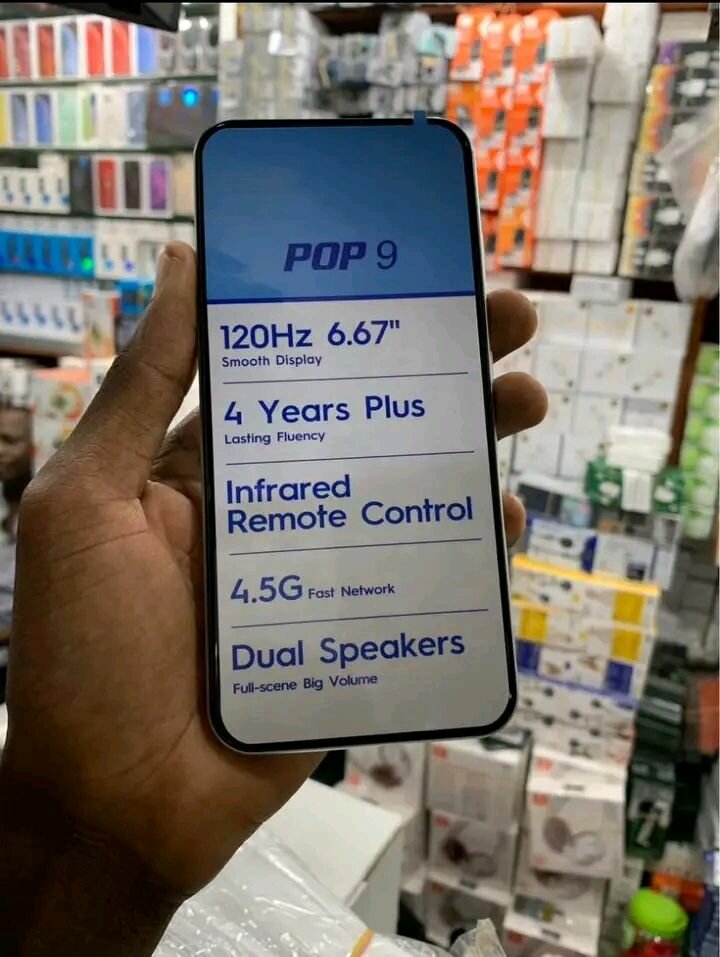 POP 9
120Hz 6.67"
Smooth Display
4 Years Plus
Lasting Fluency
Infrared
Remote Control
4.5G Fast Network
Dual Speakers
Full-scene Big Volume